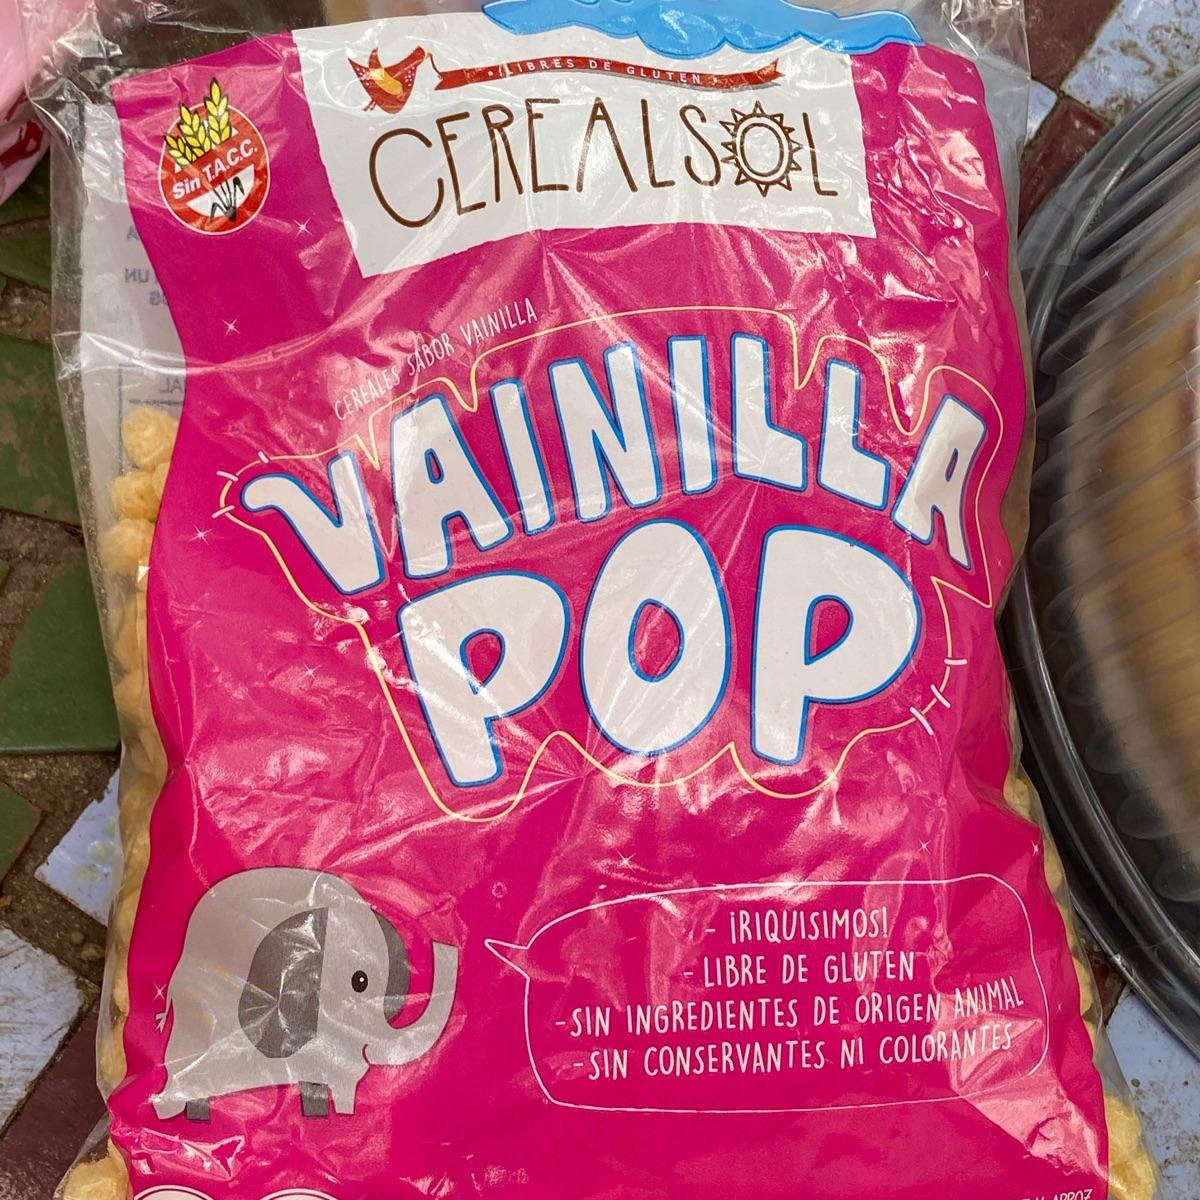 LIBRES DE GLUTEN
CEREALSOL
Sin T.A.C.C.
CEREALES SABOR VAINILLA
VAINILLA
POP
- ¡RIQUISIMOS!
- LIBRE DE GLUTEN
-SIN INGREDIENTES DE ORIGEN ANIMAL
-SIN CONSERVANTES NI COLORANTES
Y ARROZ